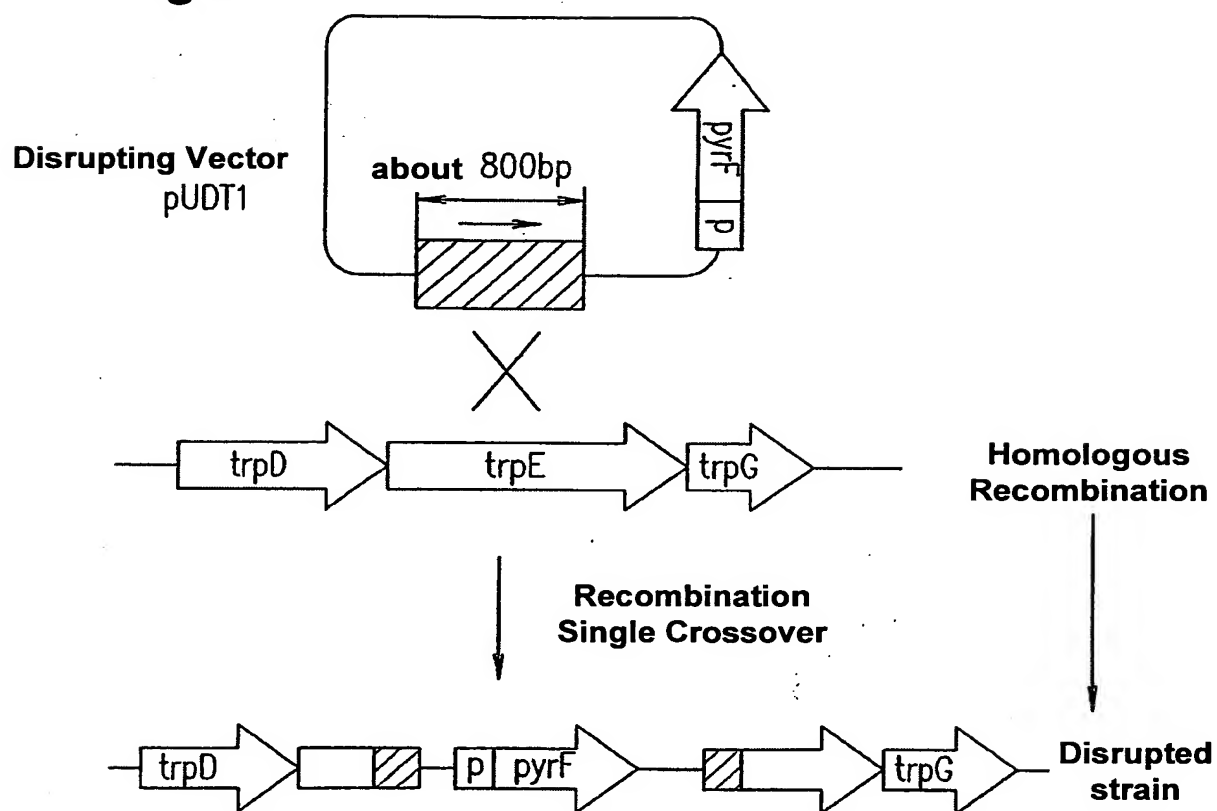 Disrupting Vector
pUDT1
about 800bp
pyrF
p
trpD
trpE
trpG
Homologous
Recombination
Recombination
Single Crossover
trpD
p
pyrF
trpG
Disrupted
strain